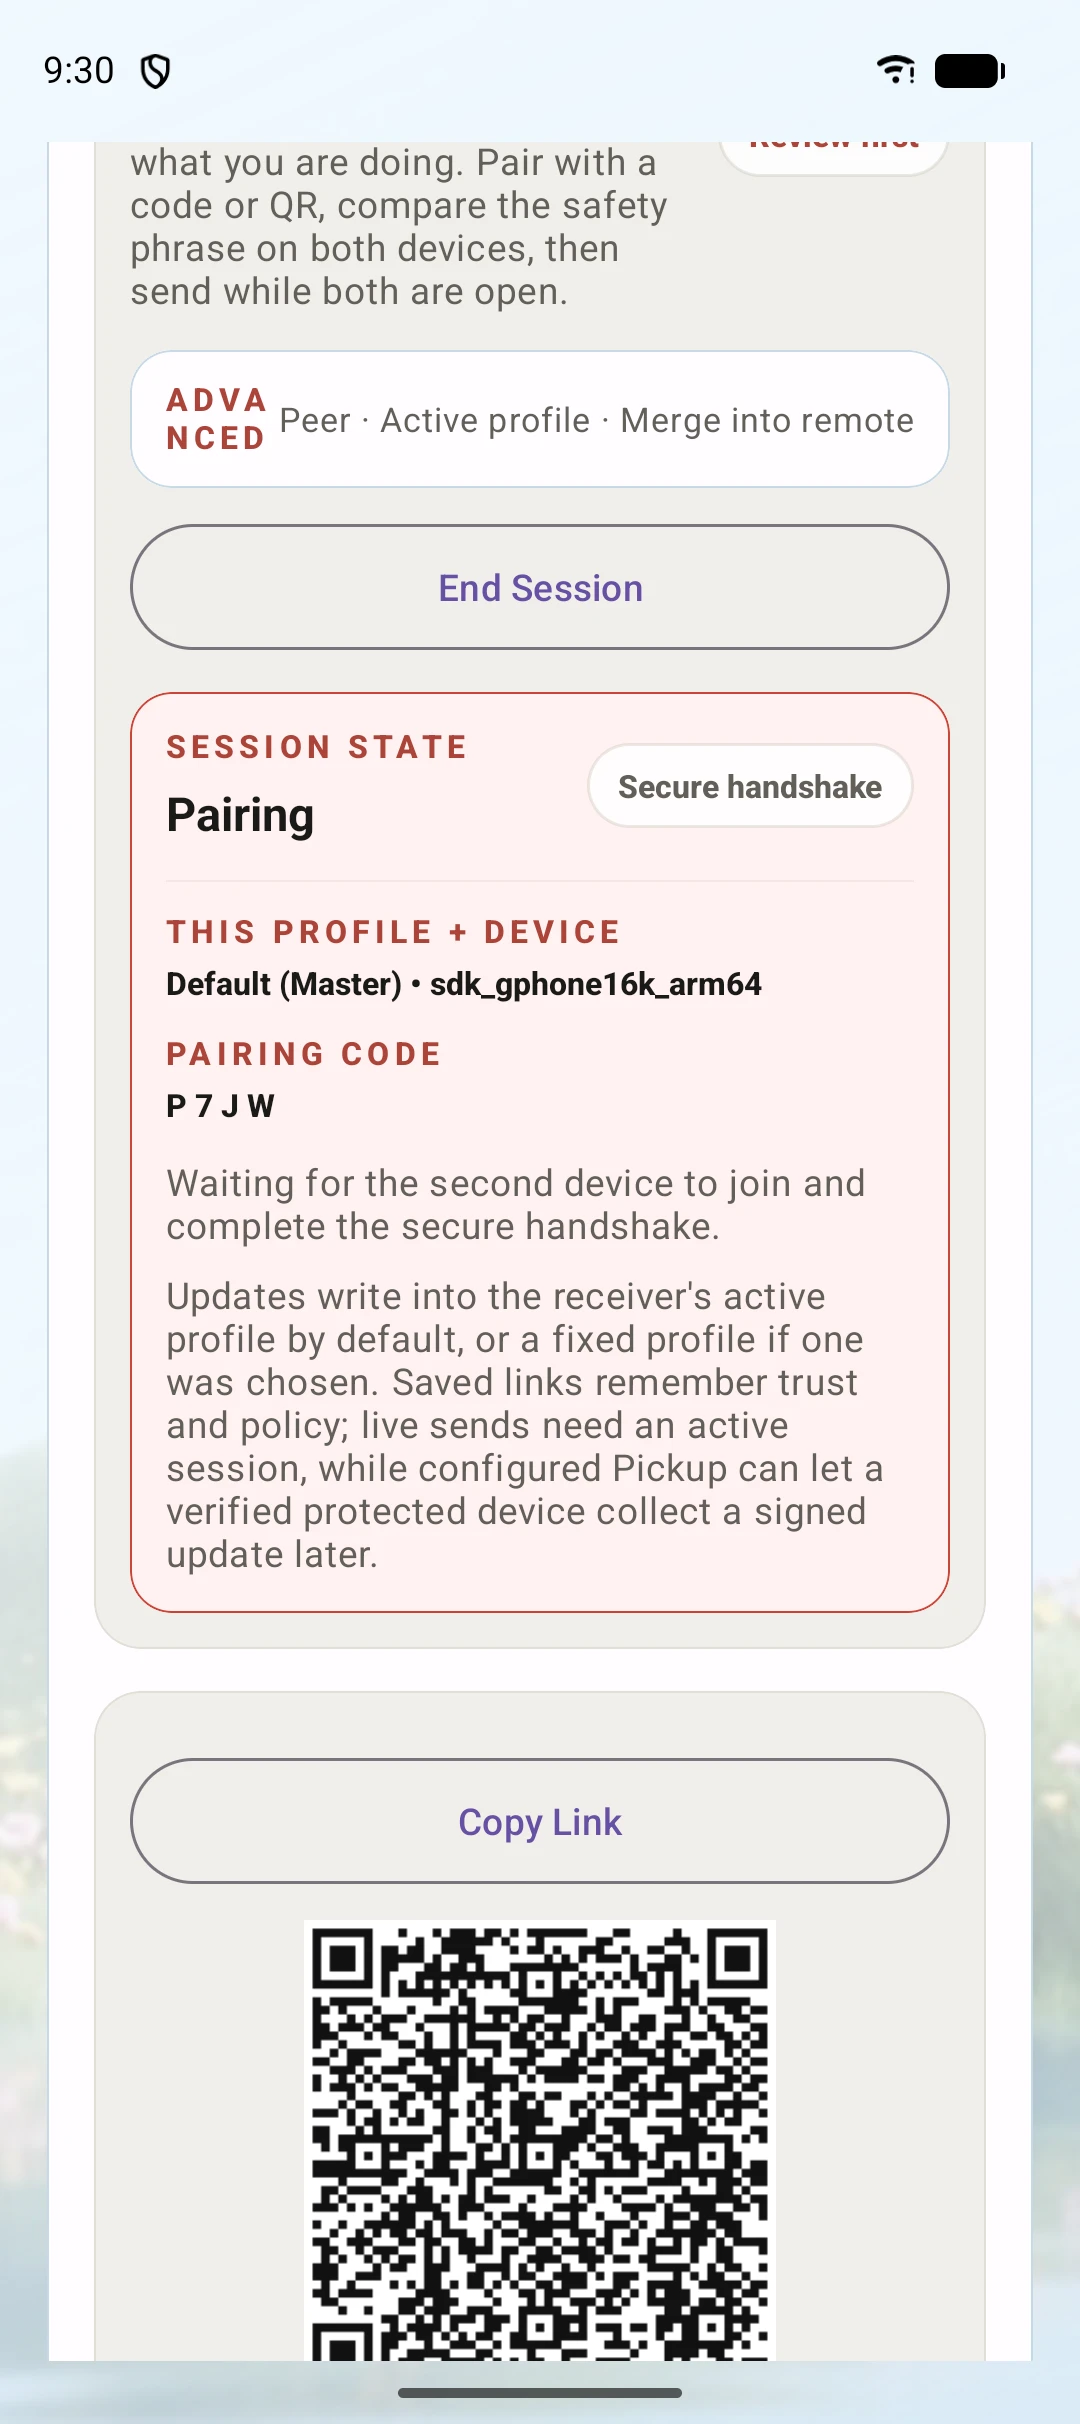 9:30
what you are doing. Pair with a
code or QR, compare the safety
phrase on both devices, then
send while both are open.
Review first
ADVA
NCED
Peer · Active profile · Merge into remote
End Session
SESSION STATE
Pairing
Secure handshake
THIS PROFILE + DEVICE
Default (Master) • sdk_gphone16k_arm64
PAIRING CODE
P 7 J W
Waiting for the second device to join and
complete the secure handshake.
Updates write into the receiver's active
profile by default, or a fixed profile if one
was chosen. Saved links remember trust
and policy; live sends need an active
session, while configured Pickup can let a
verified protected device collect a signed
update later.
Copy Link